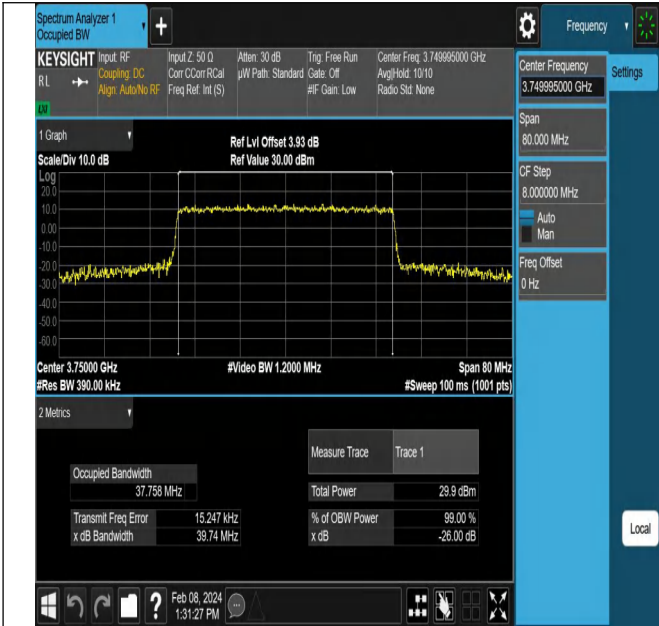 Spectrum Analyzer 1
Occupied BW
+
Frequency
KEYSIGHT
RL
LXI
Input: RF
Coupling: DC
Align: Auto/No RF
Input Z: 50 Ω
Corr CCorr RCal
Freq Ref: Int (S)
Atten: 30 dB
µW Path: Standard
Trig: Free Run
Gate: Off
#IF Gain: Low
Center Freq: 3.749995000 GHz
Avg|Hold: 10/10
Radio Std: None
Center Frequency
3.749995000 GHz
Settings
Span
80.000 MHz
CF Step
8.000000 MHz
Auto
Man
Freq Offset
0 Hz
1 Graph
Scale/Div 10.0 dB
Ref Lvl Offset 3.93 dB
Ref Value 30.00 dBm
Log
20.0
10.0
0.00
-10.0
-20.0
-30.0
-40.0
-50.0
-60.0
Center 3.75000 GHz
#Video BW 1.2000 MHz
Span 80 MHz
#Res BW 390.00 kHz
#Sweep 100 ms (1001 pts)
2 Metrics
Measure Trace Trace 1
Occupied Bandwidth
37.758 MHz
Total Power 29.9 dBm
Transmit Freq Error 15.247 kHz
% of OBW Power 99.00 %
x dB Bandwidth 39.74 MHz
x dB -26.00 dB
Local
?
Feb 08, 2024
1:31:27 PM